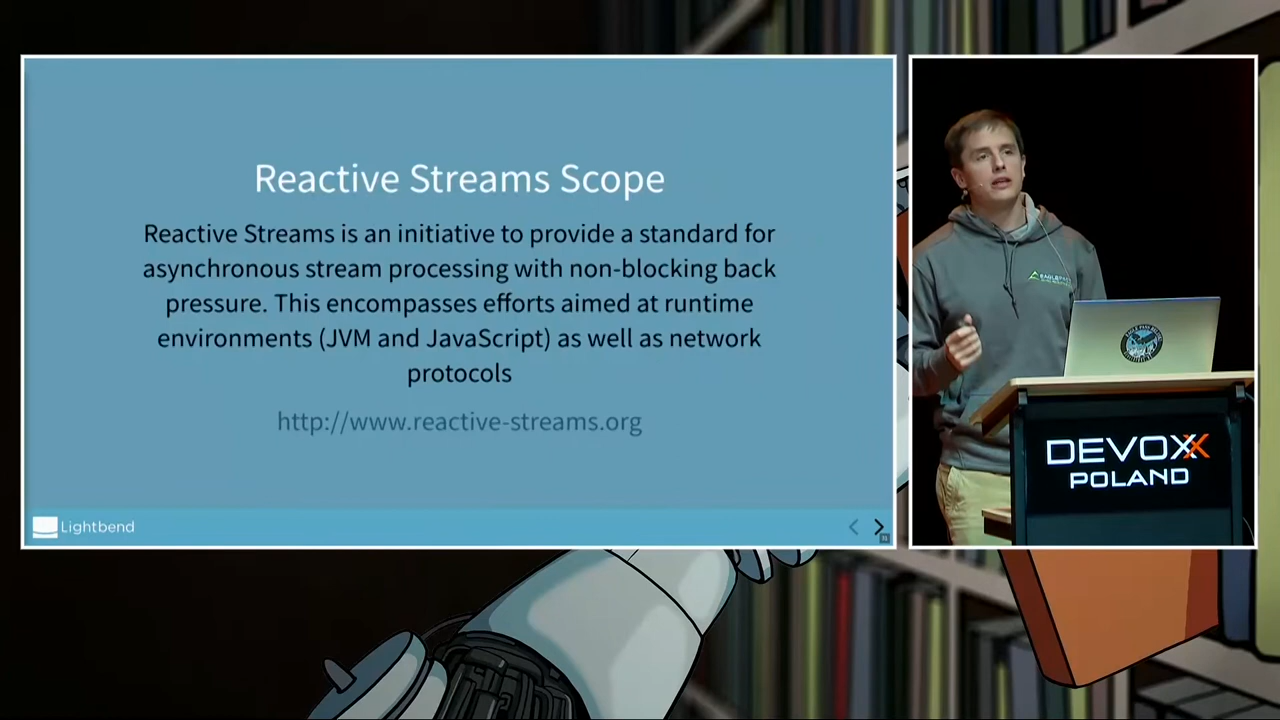 Reactive Streams Scope
Reactive Streams is an initiative to provide a standard for
asynchronous stream processing with non-blocking back
pressure. This encompasses efforts aimed at runtime
environments (JVM and JavaScript) as well as network
protocols
http://www.reactive-streams.org
Lightbend
DEVOXX
POLAND